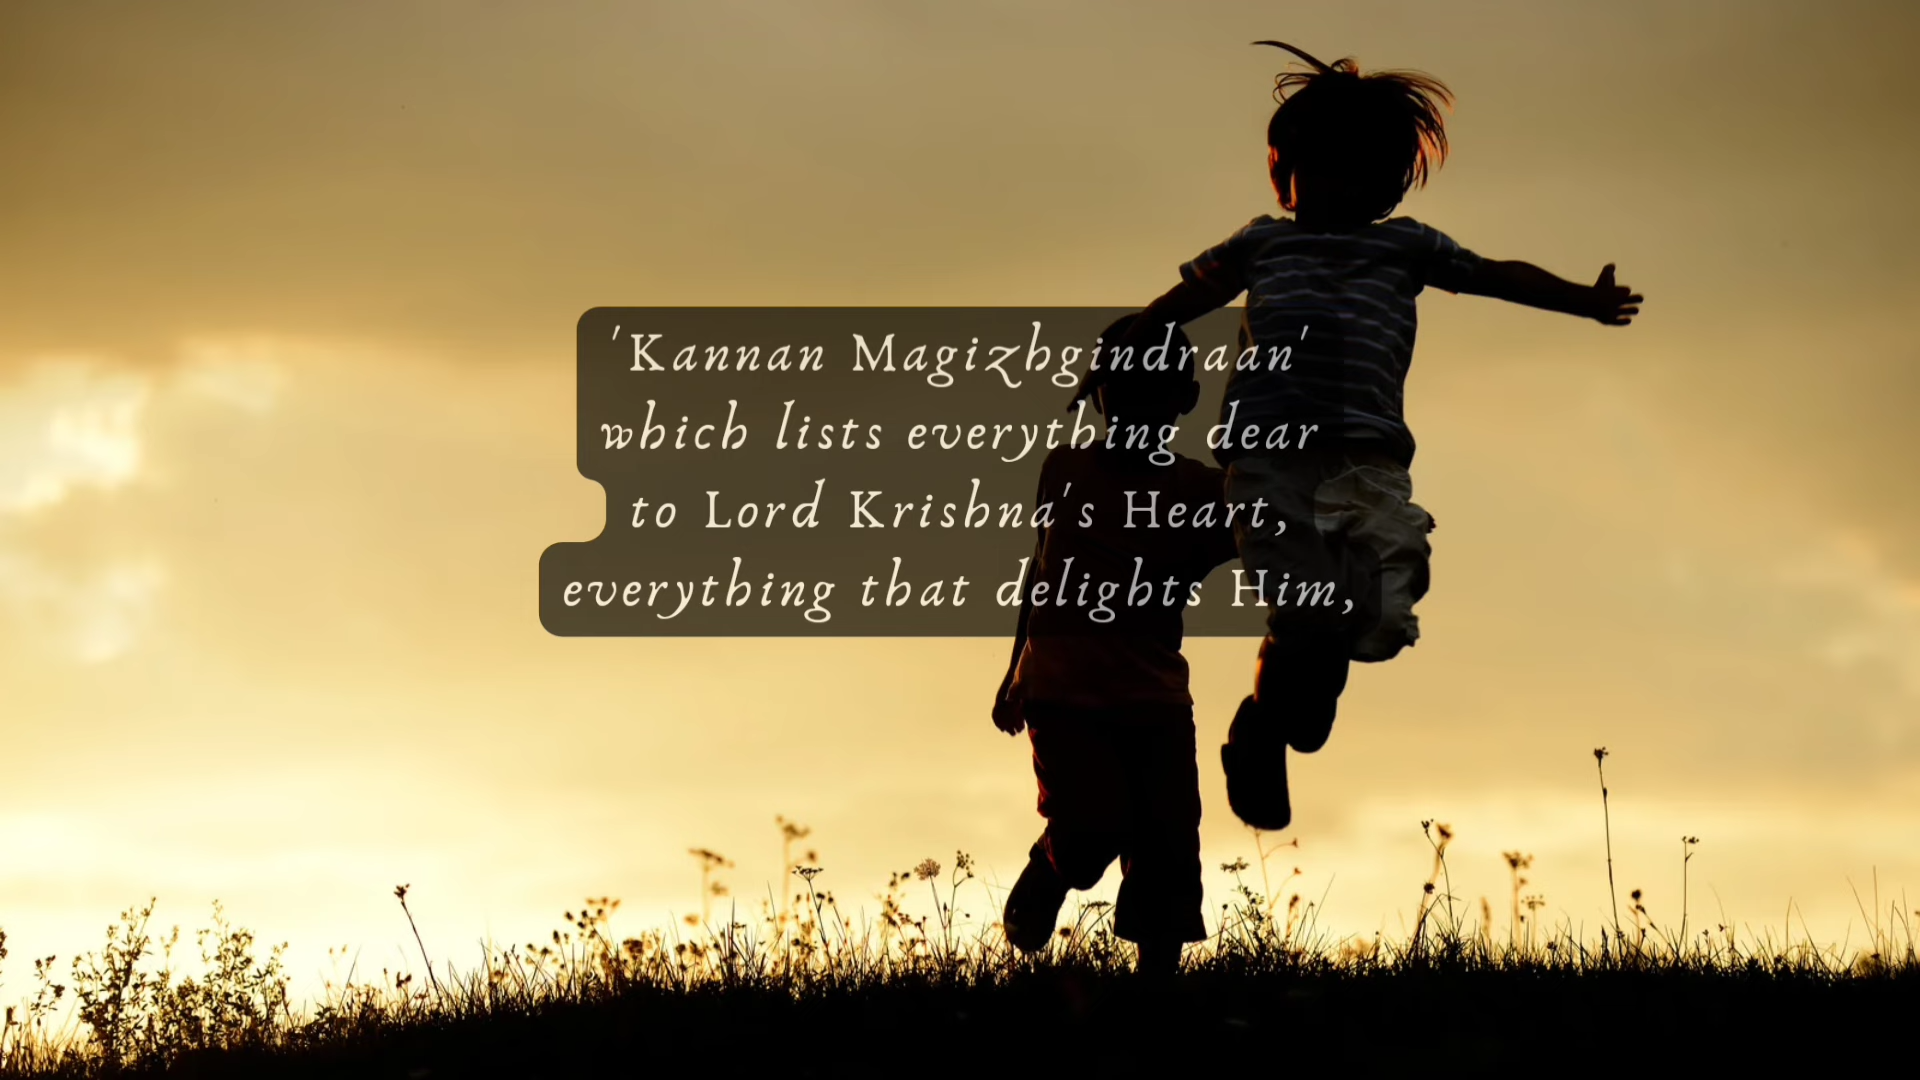 'Kannan Magizhgindraan'
which lists everything dear
to Lord Krishna's Heart,
everything that delights Him,